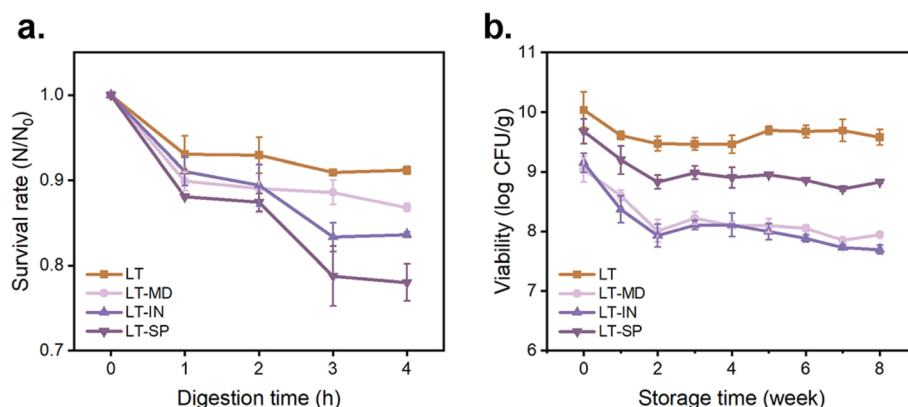 a.
Survival rate (N/N₀)
1.0
0.9
0.8
0.7
LT
LT-MD
LT-IN
LT-SP
0 1 2 3 4
Digestion time (h)
b.
Viability (log CFU/g)
11
10
9
8
7
6
LT
LT-MD
LT-IN
LT-SP
0 2 4 6 8
Storage time (week)